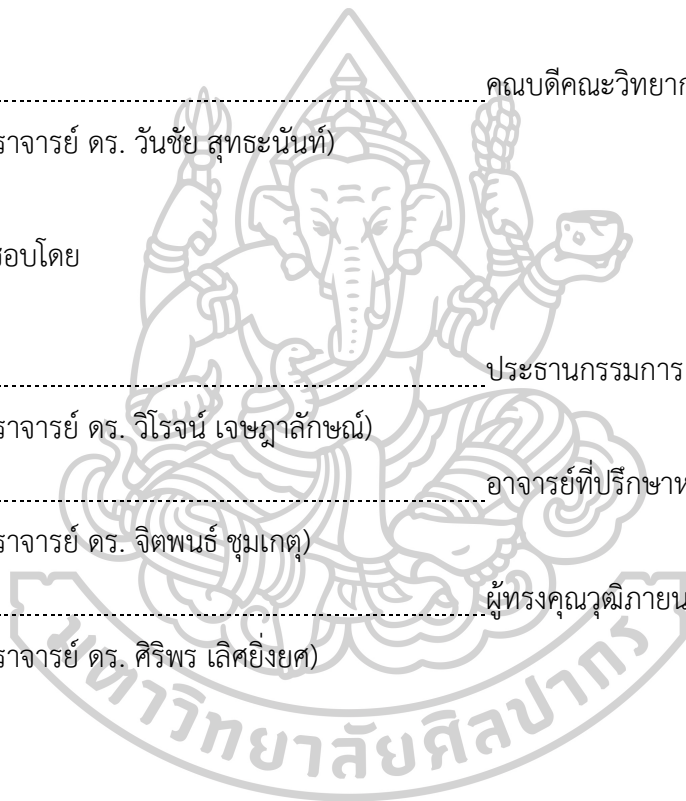 คณบดีคณะวิทยา
ราจารย์ ดร. วันชัย สุทธะนันท์)
สอบโดย
ประธานกรรมการ
ราจารย์ ดร. วิโรจน์ เจษฎาลักษณ์)
อาจารย์ที่ปรึกษาห
ราจารย์ ดร. จิตพนธ์ ชุมเกตุ)
ผู้ทรงคุณวุฒิภายน
ราจารย์ ดร. ศิริพร เลิศยิ่งยศ)
มหาวิทยาลัยศิลปากร